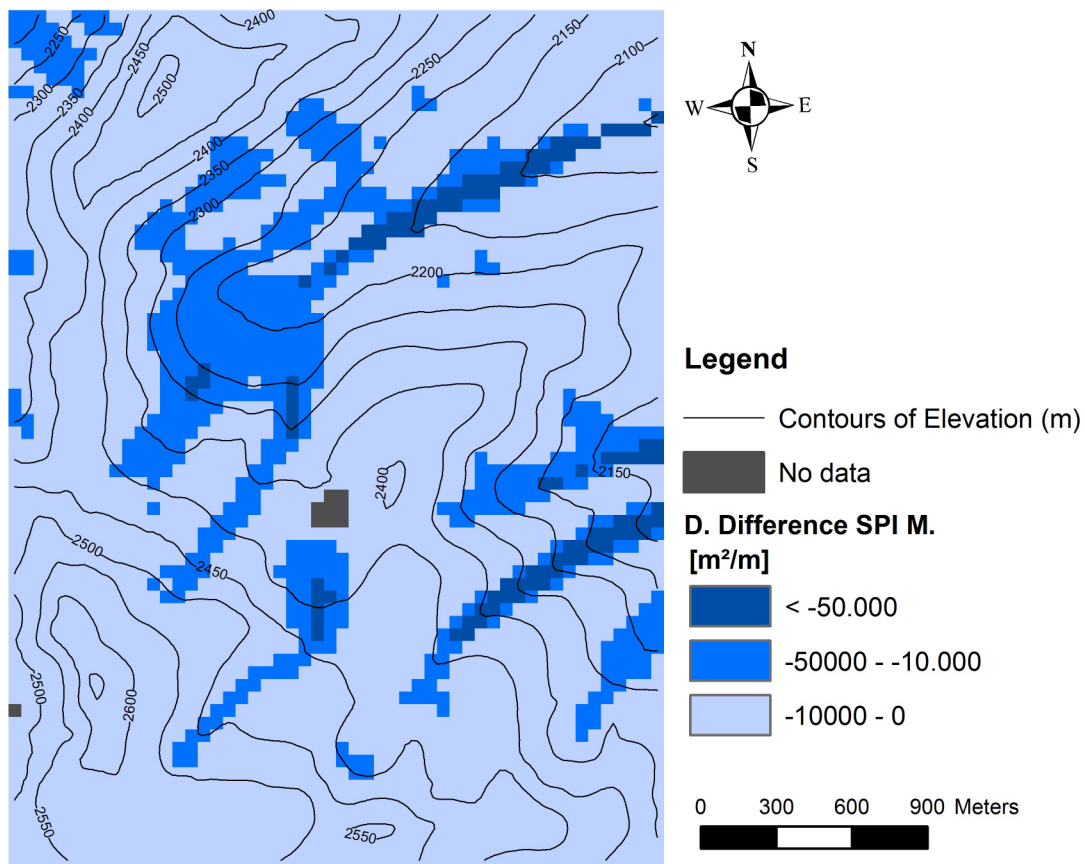 2400
2150
2250
2450
2100
2250
2500
2300
2350
2400
2400
2350
2300
2200
2400
2150
2500
2450
2500
2600
2550
2550
N
W E
S
Legend
Contours of Elevation (m)
No data
D. Difference SPI M.
[m²/m]
< -50.000
-50000 - -10.000
-10000 - 0
0 300 600 900 Meters